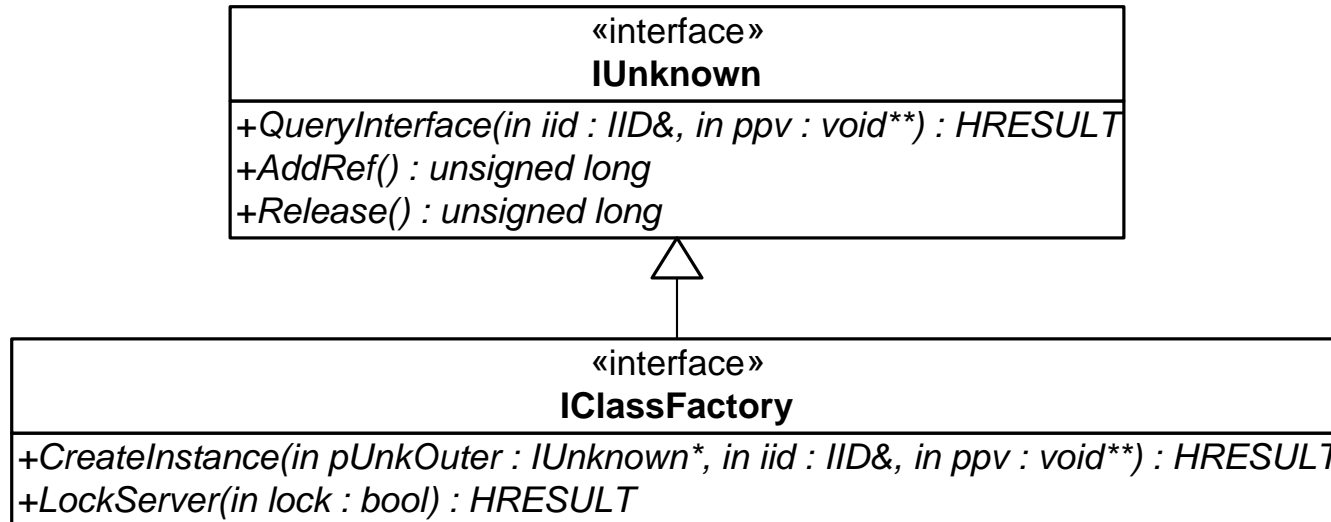 «interface»
IUnknown
+QueryInterface(in iid : IID&, in ppv : void**) : HRESULT
+AddRef() : unsigned long
+Release() : unsigned long
«interface»
IClassFactory
+CreateInstance(in pUnkOuter : IUnknown*, in iid : IID&, in ppv : void**) : HRESULT
+LockServer(in lock : bool) : HRESULT